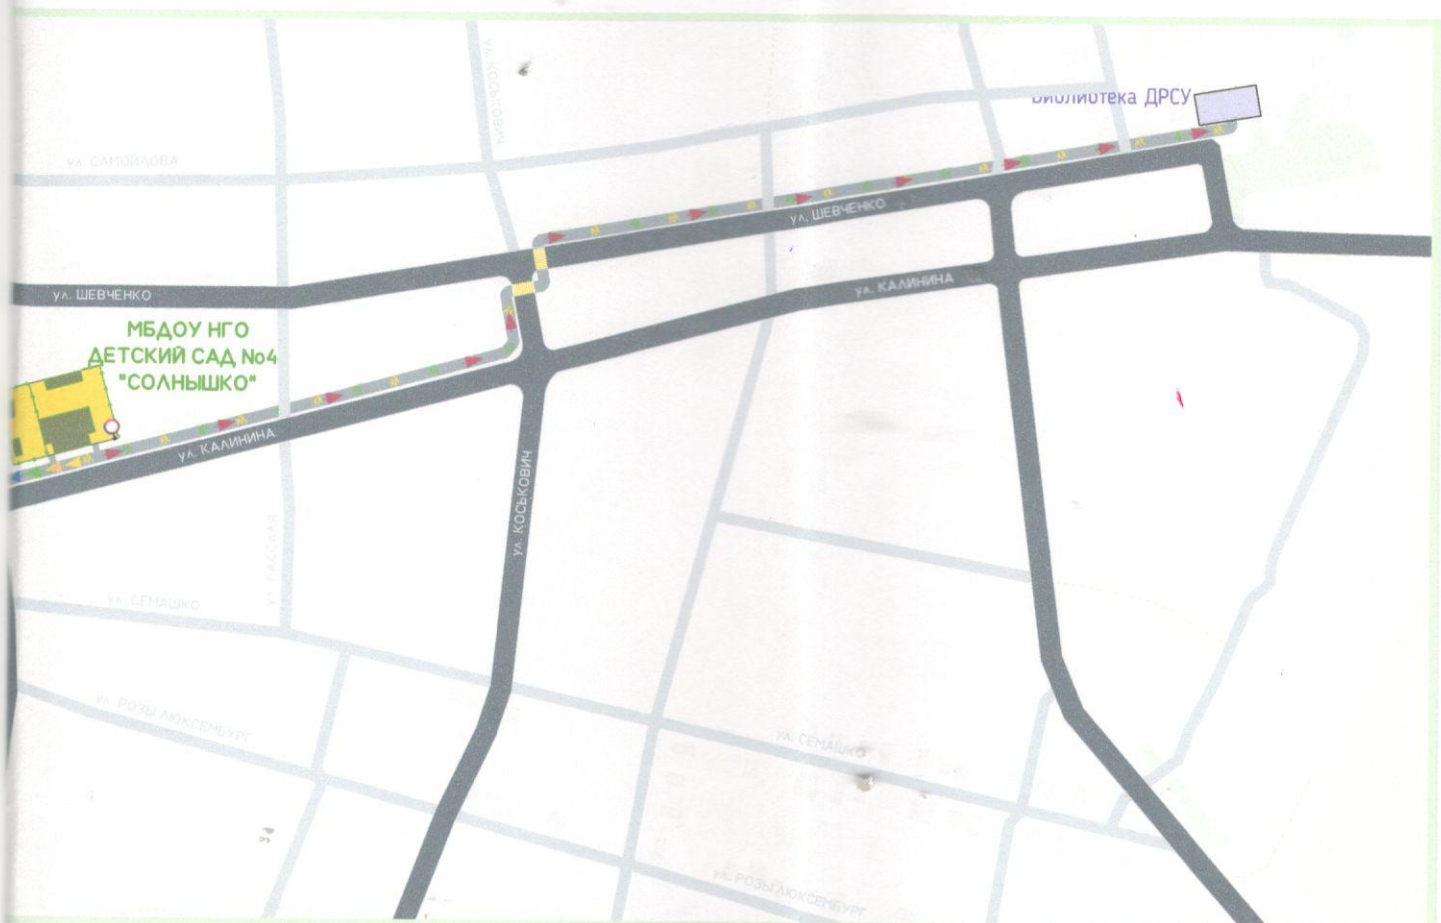 ул. КОСЬКОВИЧ
Библиотека ДРСУ
ул. САМОЙЛОВА
ул. ШЕВЧЕНКО
ул. ШЕВЧЕНКО
ул. КАЛИНИНА
МБДОУ НГО
ДЕТСКИЙ САД №4
"СОЛНЫШКО"
ул. КАЛИНИНА
ул. КОСЬКОВИЧ
ул. СЕМАШКО
ул. РОЗЫ ЛЮКСЕМБУРГ
ул. СЕМАШКО
ул. РОЗЫ ЛЮКСЕМБУРГ